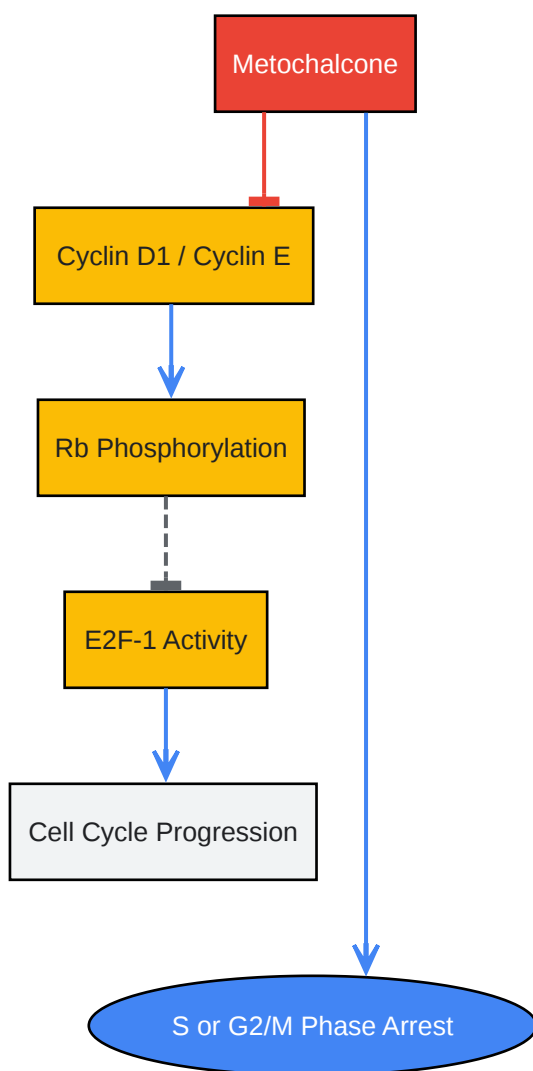 Metochalcone
Cyclin D1 / Cyclin E
Rb Phosphorylation
E2F-1 Activity
Cell Cycle Progression
S or G2/M Phase Arrest